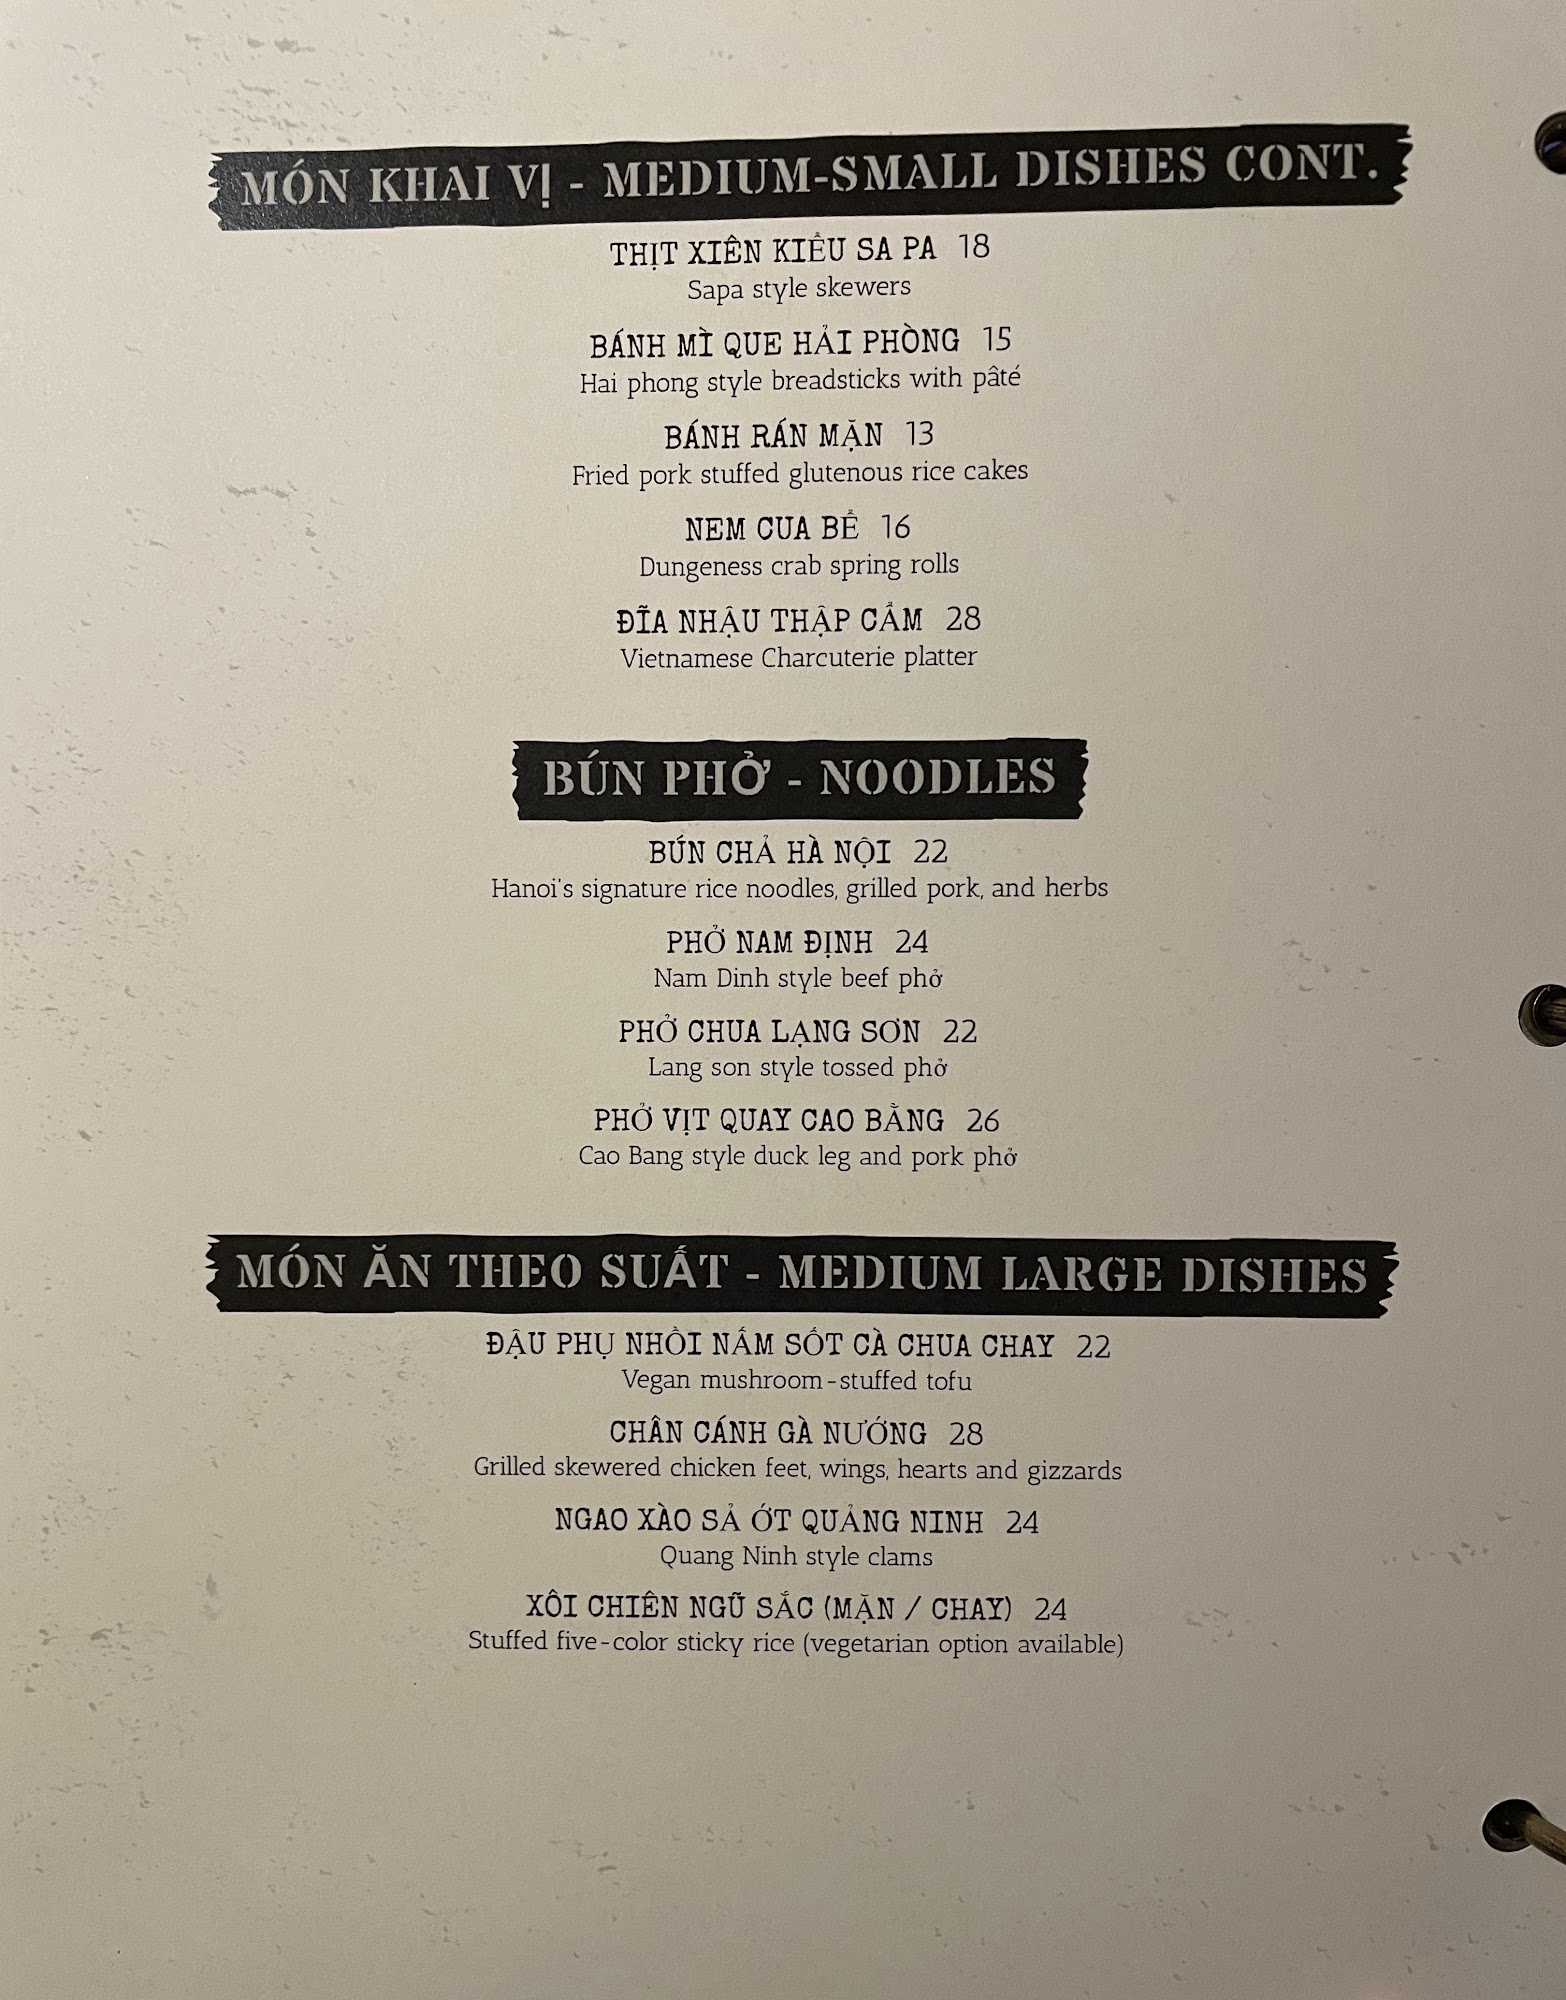 MÓN KHAI VỊ - MEDIUM-SMALL DISHES CONT.
THỊT XIÊN KIỂU SA PA 18
Sapa style skewers
BÁNH MÌ QUE HẢI PHÒNG 15
Hai phong style breadsticks with pâté
BÁNH RÁN MẶN 13
Fried pork stuffed glutenous rice cakes
NEM CUA BỂ 16
Dungeness crab spring rolls
ĐĨA NHẬU THẬP CẨM 28
Vietnamese Charcuterie platter
BÚN PHỞ - NOODLES
BÚN CHẢ HÀ NỘI 22
Hanoi's signature rice noodles, grilled pork, and herbs
PHỞ NAM ĐỊNH 24
Nam Dinh style beef phở
PHỞ CHUA LẠNG SƠN 22
Lang son style tossed phở
PHỞ VỊT QUAY CAO BẰNG 26
Cao Bang style duck leg and pork phở
MÓN ĂN THEO SUẤT - MEDIUM LARGE DISHES
ĐẬU PHỤ NHỒI NẤM SỐT CÀ CHUA CHAY 22
Vegan mushroom-stuffed tofu
CHÂN CÁNH GÀ NƯỚNG 28
Grilled skewered chicken feet, wings, hearts and gizzards
NGAO XÀO SẢ ỚT QUẢNG NINH 24
Quang Ninh style clams
XÔI CHIÊN NGŨ SẮC (MẶN / CHAY) 24
Stuffed five-color sticky rice (vegetarian option available)